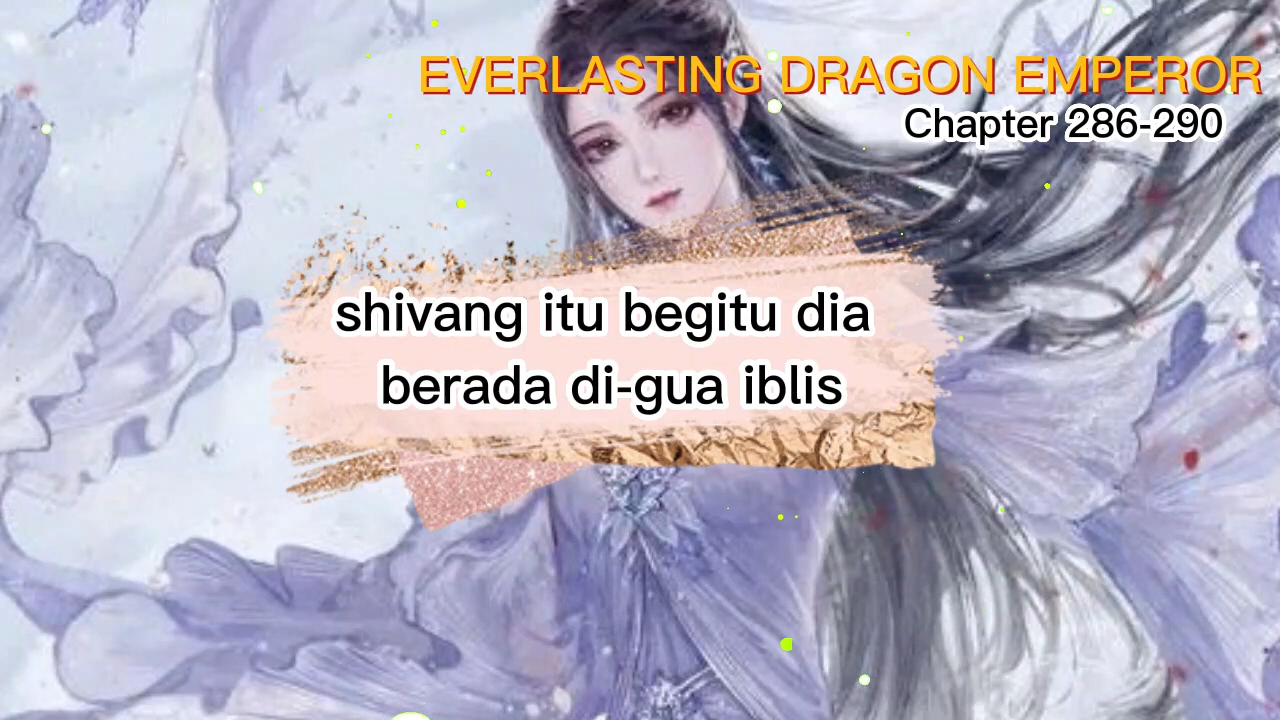 EVERLASTING DRAGON EMPEROR
Chapter 286-290
shivang itu begitu dia
berada di-gua iblis